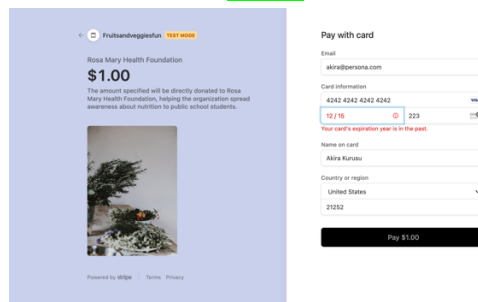 Fruitsandveggiesfun TEST MODE
Rosa Mary Health Foundation
$1.00
The amount specified will be directly donated to Rosa
Mary Health Foundation, helping the organization spread
awareness about nutrition to public school students.
Powered by stripe Terms Privacy
Pay with card
Email
akira@persona.com
Card information
4242 4242 4242 4242 VISA
12 / 15 223
Your card's expiration year is in the past.
Name on card
Akira Kurusu
Country or region
United States
21252
Pay $1.00